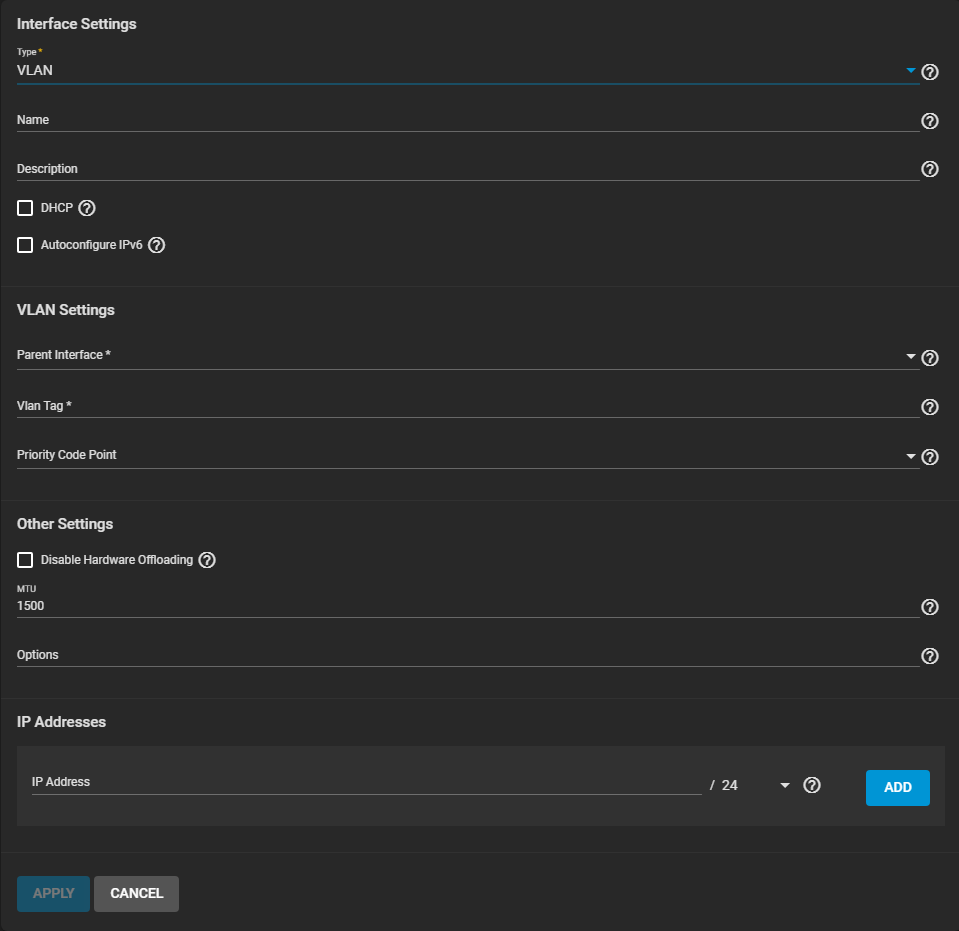 Interface Settings
Type *
VLAN
Name
Description
DHCP
Autoconfigure IPv6
VLAN Settings
Parent Interface *
Vlan Tag *
Priority Code Point
Other Settings
Disable Hardware Offloading
MTU
1500
Options
IP Addresses
IP Address / 24 ADD
APPLY CANCEL